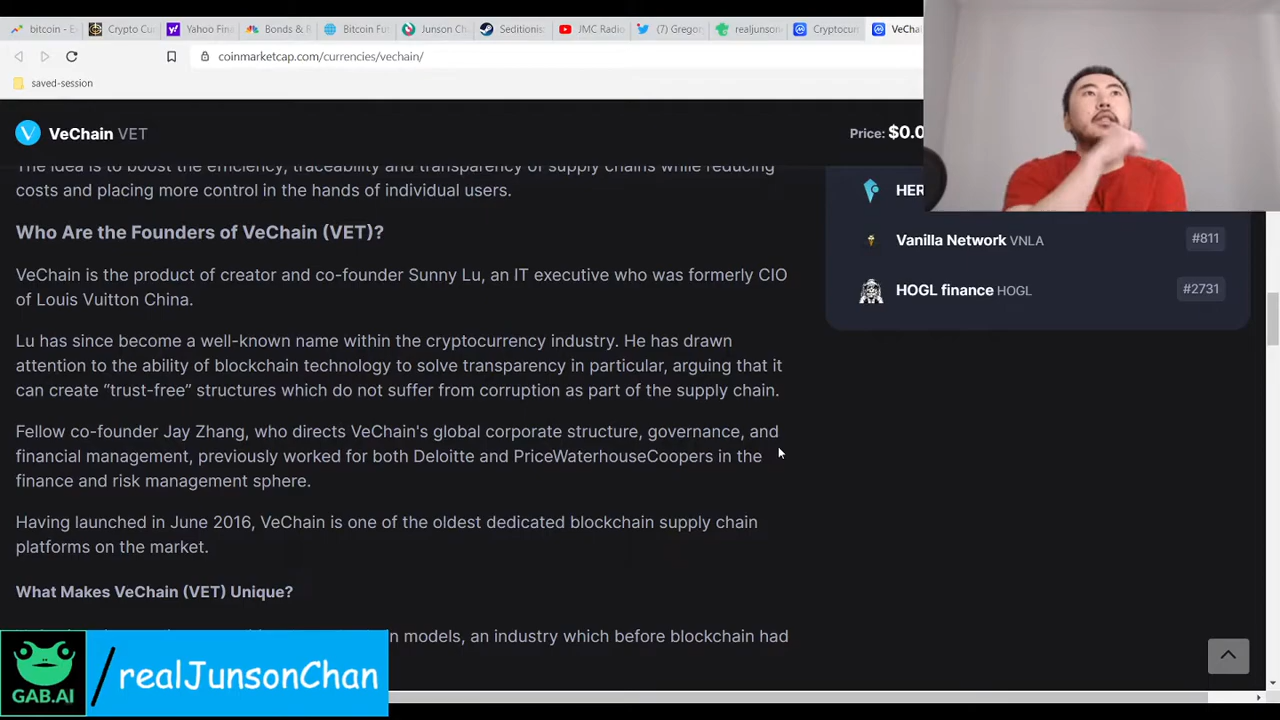 bitcoin - E
Crypto Cu
Yahoo Fin
Bonds & R
Bitcoin Fut
Junson Ch
Seditionis
JMC Radio
(7) Gregor
realjunson
Cryptocurr
VeCha
coinmarketcap.com/currencies/vechain/
saved-session
VeChain VET
Price: $0.0
The idea is to boost the efficiency, traceability and transparency of supply chains while reducing
costs and placing more control in the hands of individual users.
Who Are the Founders of VeChain (VET)?
VeChain is the product of creator and co-founder Sunny Lu, an IT executive who was formerly CIO
of Louis Vuitton China.
Lu has since become a well-known name within the cryptocurrency industry. He has drawn
attention to the ability of blockchain technology to solve transparency in particular, arguing that it
can create “trust-free” structures which do not suffer from corruption as part of the supply chain.
Fellow co-founder Jay Zhang, who directs VeChain's global corporate structure, governance, and
financial management, previously worked for both Deloitte and PriceWaterhouseCoopers in the
finance and risk management sphere.
Having launched in June 2016, VeChain is one of the oldest dedicated blockchain supply chain
platforms on the market.
What Makes VeChain (VET) Unique?
n models, an industry which before blockchain had
HER
Vanilla Network VNLA #811
HOGL finance HOGL #2731
GAB.AI
/realJunsonChan